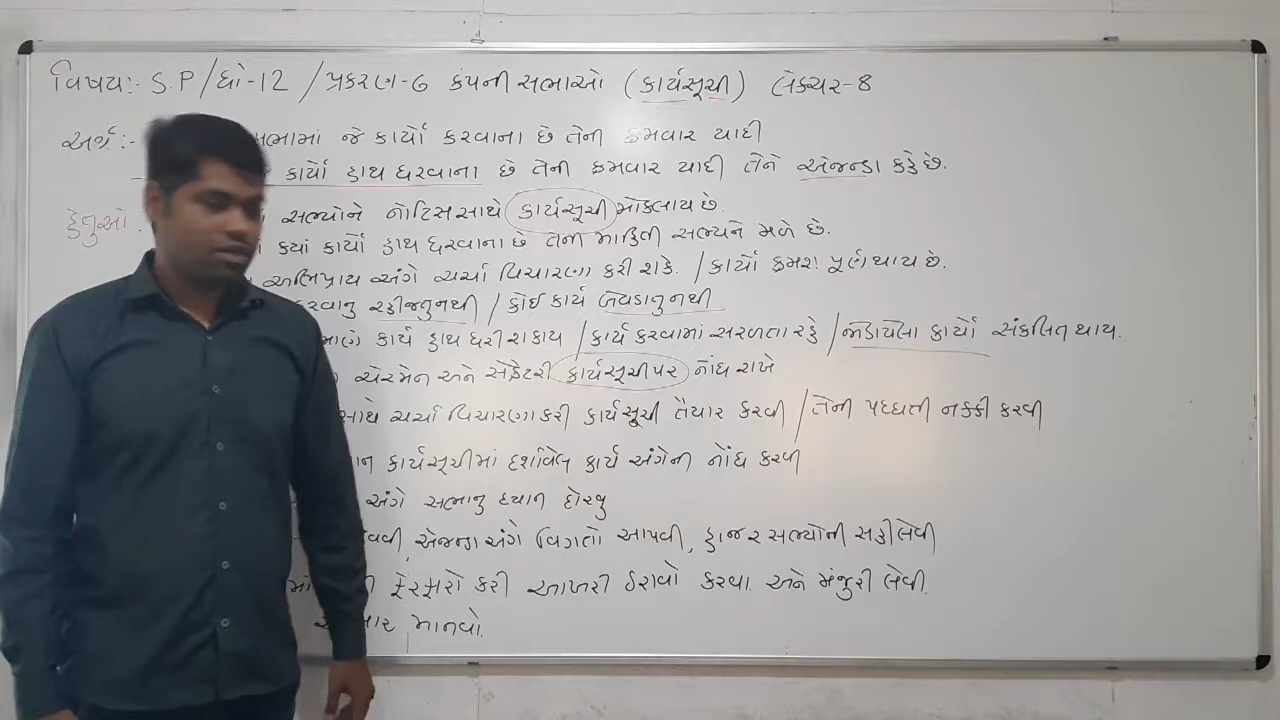 વિષય:- S.P/ધો-12 /પ્રકરણ-6 કંપની સભાઓ (કાર્યસૂચી) લેક્ચર-8
અર્થ:- સભામાં જે કાર્યો કરવાના છે તેની ક્રમવાર યાદી
કાર્યો હાથ ધરવાના છે તેની ક્રમવાર યાદી તેને એજન્ડા કહે છે.
હેતુઓ સભ્યોને નોટિસ સાથે કાર્યસૂચી મોકલાય છે.
ક્યાં કાર્યો હાથ ધરવાના છે તેની માહિતી સભ્યને મળે છે.
અભિપ્રાય અંગે ચર્ચા વિચારણા કરી શકે. /કાર્યો ક્રમશ: પૂર્ણ થાય છે.
કરવાનુ રહી જતુ નથી /કોઈ કાર્ય બેવડાતુ નથી
કાર્ય હાથ ધરી શકાય /કાર્ય કરવામાં સરળતા રહે /જોડાયેલા કાર્યો સંકલિત થાય.
ચેરમેન અને સેક્રેટરી કાર્યસૂચી પર નોંધ રાખે
સાથે ચર્ચા વિચારણા કરી કાર્યસૂચી તૈયાર કરવી /તેની પધ્ધતી નક્કી કરવી
કાર્યસૂચીમાં દર્શાવેલ કાર્ય અંગેની નોંધ કરવી
અંગે સભાનુ ધ્યાન દોરવુ
એજન્ડા અંગે વિગતો આપવી, હાજર સભ્યોની સહી લેવી
ફેરફારો કરી આખરી ઠરાવો કરવા. અને મંજુરી લેવી.
માનવો.